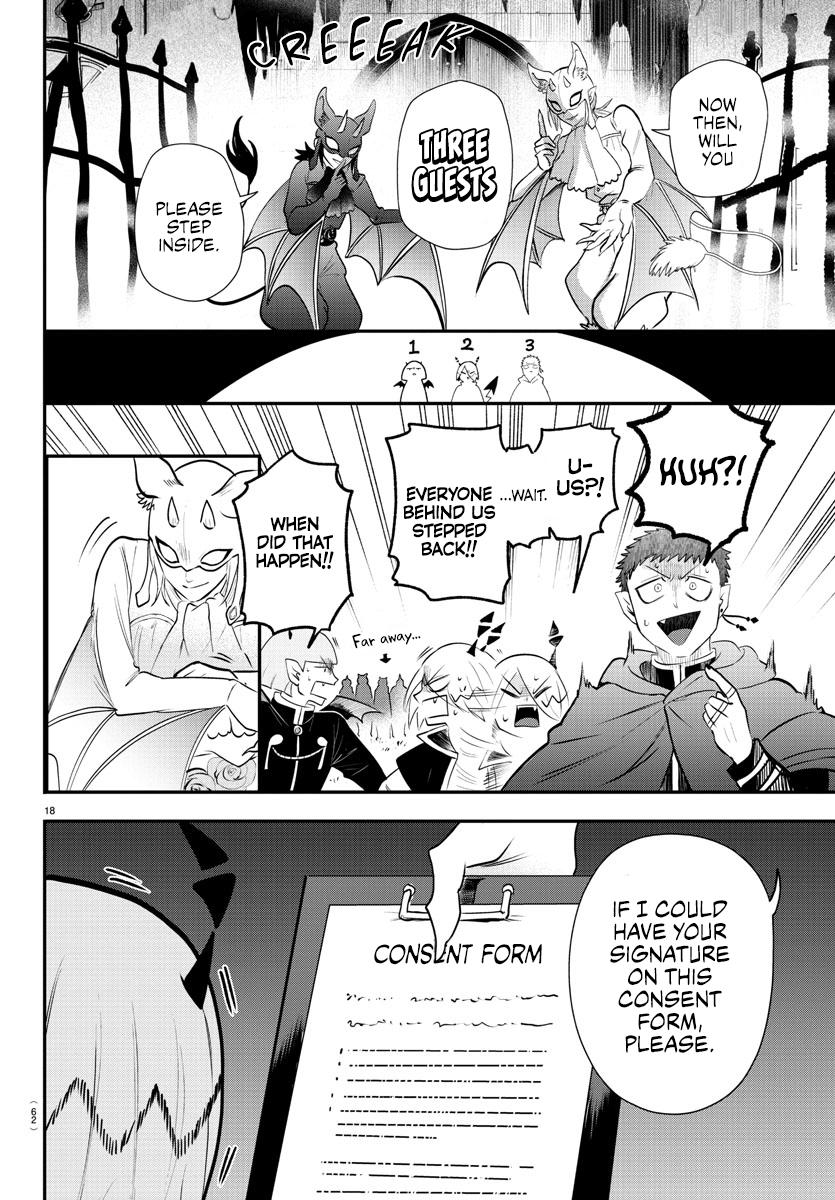 CREEEAK
NOW
THEN,
WILL
YOU
THREE
GUESTS
PLEASE
STEP
INSIDE.
1 2 3
HUH?!
U-
US?!
...WAIT.
EVERYONE
BEHIND US
STEPPED
BACK!!
WHEN
DID THAT
HAPPEN!!
Far away...
18
IF I COULD
HAVE YOUR
SIGNATURE
ON THIS
CONSENT
FORM,
PLEASE.
CONSENT FORM
(62)